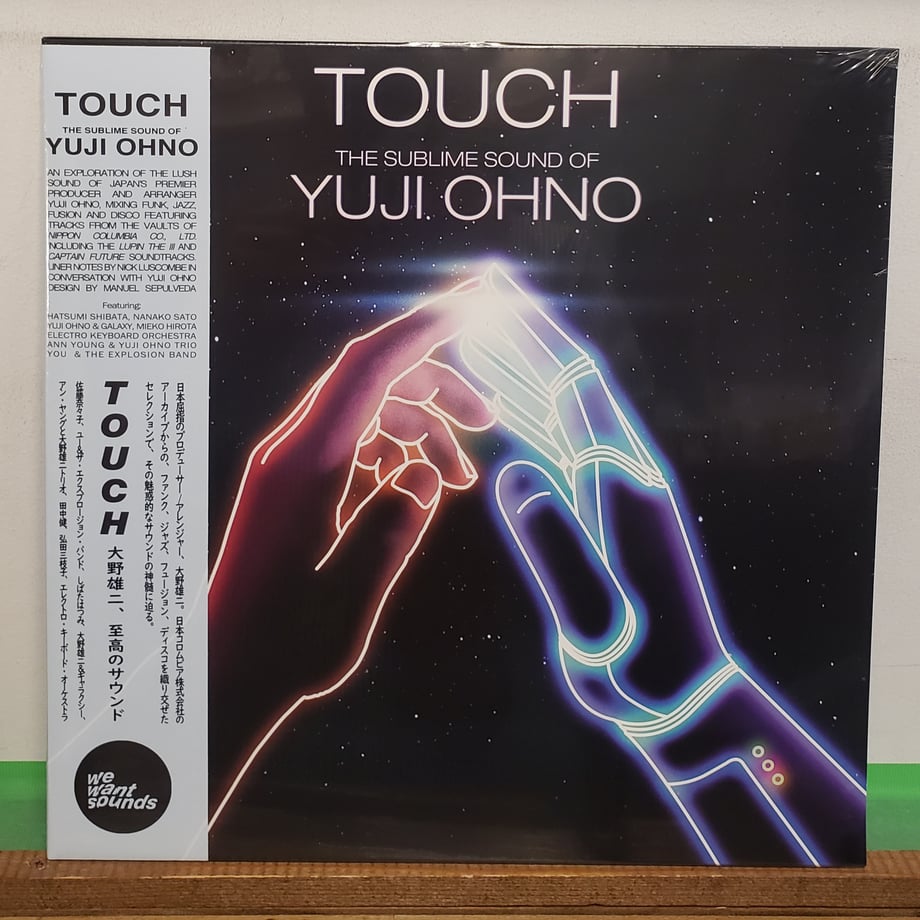 TOUCH
THE SUBLIME SOUND OF
YUJI OHNO
AN EXPLORATION OF THE LUSH
SOUND OF JAPAN'S PREMIER
PRODUCER AND ARRANGER
YUJI OHNO, MIXING FUNK, JAZZ,
FUSION AND DISCO FEATURING
TRACKS FROM THE VAULTS OF
NIPPON COLUMBIA CO., LTD.
INCLUDING THE LUPIN THE III AND
CAPTAIN FUTURE SOUNDTRACKS.
LINER NOTES BY NICK LUSCOMBE IN
CONVERSATION WITH YUJI OHNO
DESIGN BY MANUEL SEPULVEDA
Featuring:
HATSUMI SHIBATA, NANAKO SATO
YUJI OHNO & GALAXY, MIEKO HIROTA
ELECTRO KEYBOARD ORCHESTRA
ANN YOUNG & YUJI OHNO TRIO
YOU & THE EXPLOSION BAND
日本屈指のプロデューサー/アレンジャー、大野雄二。日本コロムビア株式会社の
アーカイブからの、ファンク、ジャズ、フュージョン、ディスコを織り交ぜた
セレクションで、その魅惑的なサウンドの神髄に迫る。
TOUCH 大野雄二、至高のサウンド
佐藤奈々子、ユー&ザ・エクスプロージョン・バンド、しばたはつみ、大野雄二&ギャラクシー、
アン・ヤングと大野雄二トリオ、田中健、弘田三枝子、エレクトロ・キーボード・オーケストラ
we
want
sounds
TOUCH
THE SUBLIME SOUND OF
YUJI OHNO